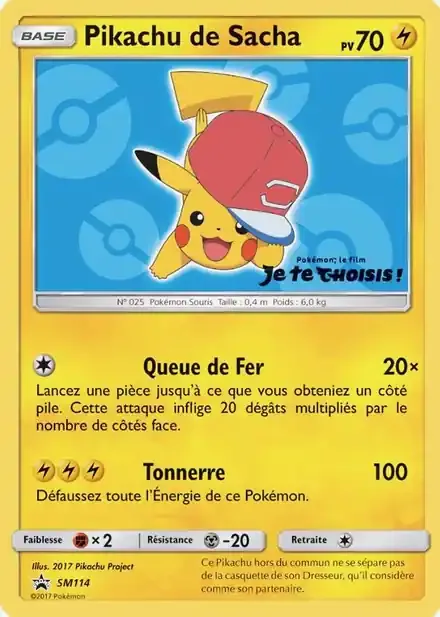 BASE Pikachu de Sacha PV70
Pokémon, le film
Je te CHOISIS !
N° 025 Pokémon Souris Taille : 0,4 m Poids : 6,0 kg
Queue de Fer 20×
Lancez une pièce jusqu'à ce que vous obteniez un côté
pile. Cette attaque inflige 20 dégâts multipliés par le
nombre de côtés face.
Tonnerre 100
Défaussez toute l'Énergie de ce Pokémon.
Faiblesse ×2 Résistance -20 Retraite
Illus. 2017 Pikachu Project
SM114
©2017 Pokémon
Ce Pikachu hors du commun ne se sépare pas
de la casquette de son Dresseur, qu'il considère
comme son partenaire.